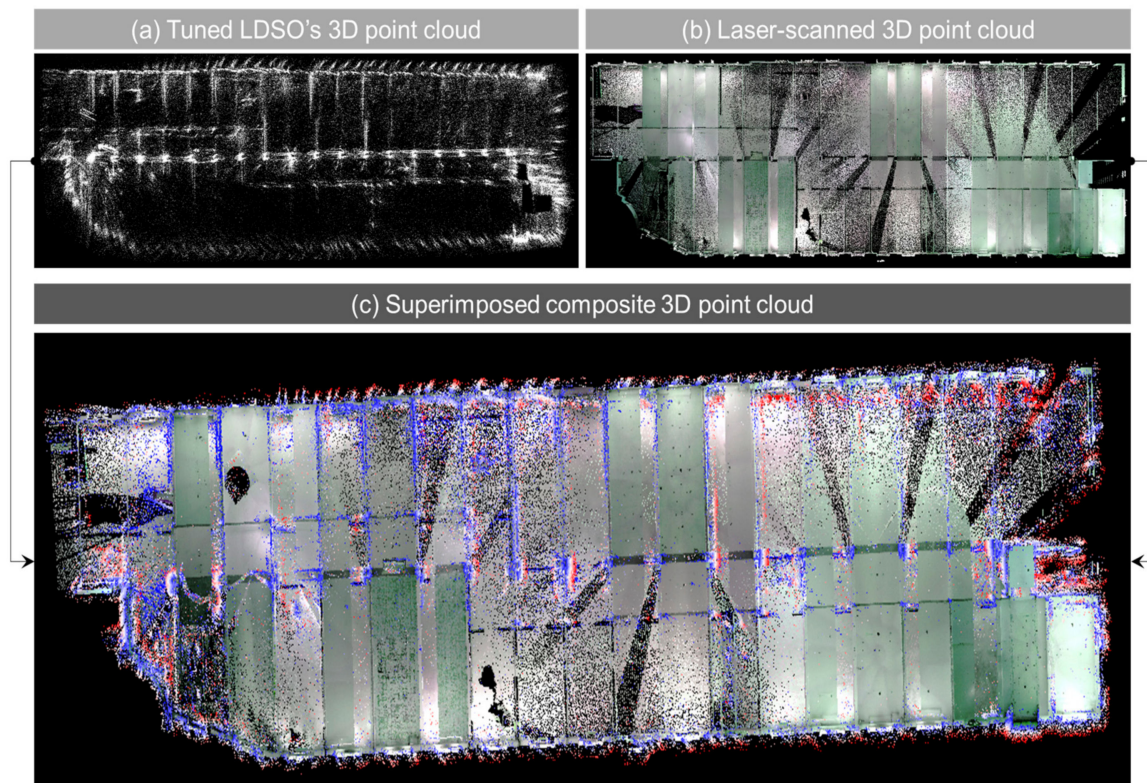 (a) Tuned LDSO's 3D point cloud
(b) Laser-scanned 3D point cloud
(c) Superimposed composite 3D point cloud